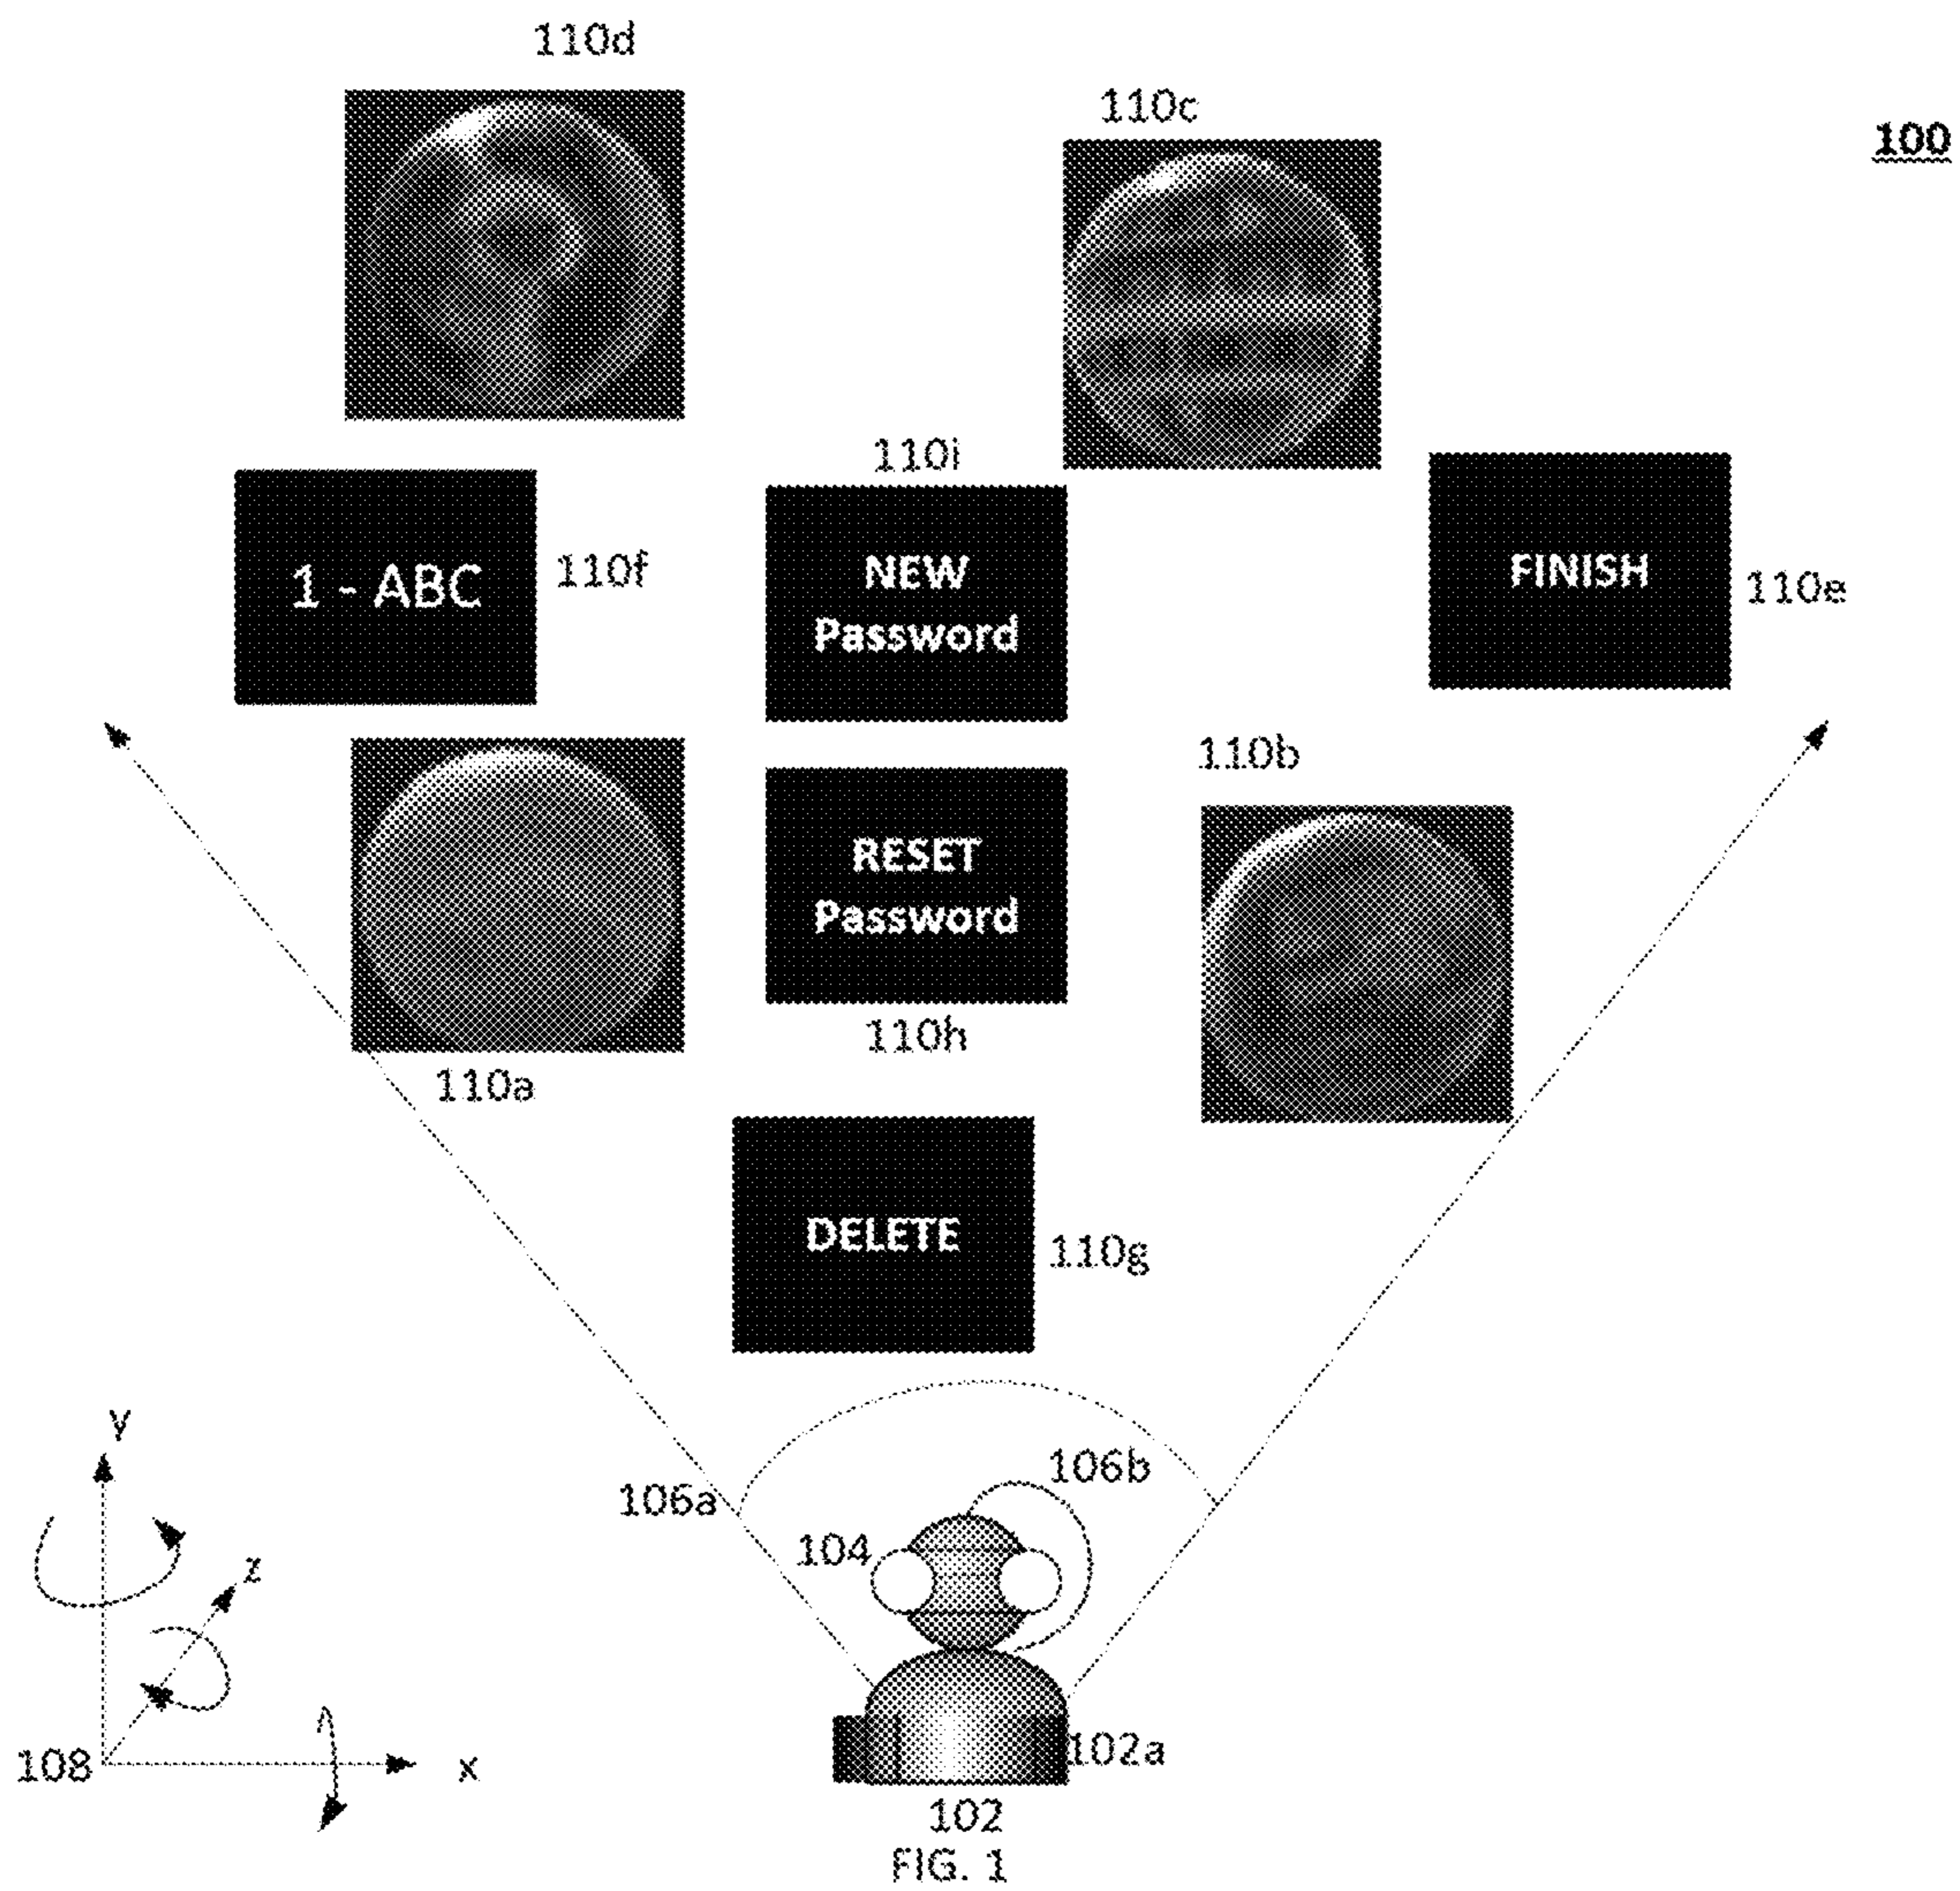 110d
110c
100
110i
1 - ABC
110f
NEW
Password
FINISH
110e
110b
RESET
Password
110h
110a
DELETE
110g
y
106b
106a
104
z
108
x
102a
102
FIG. 1